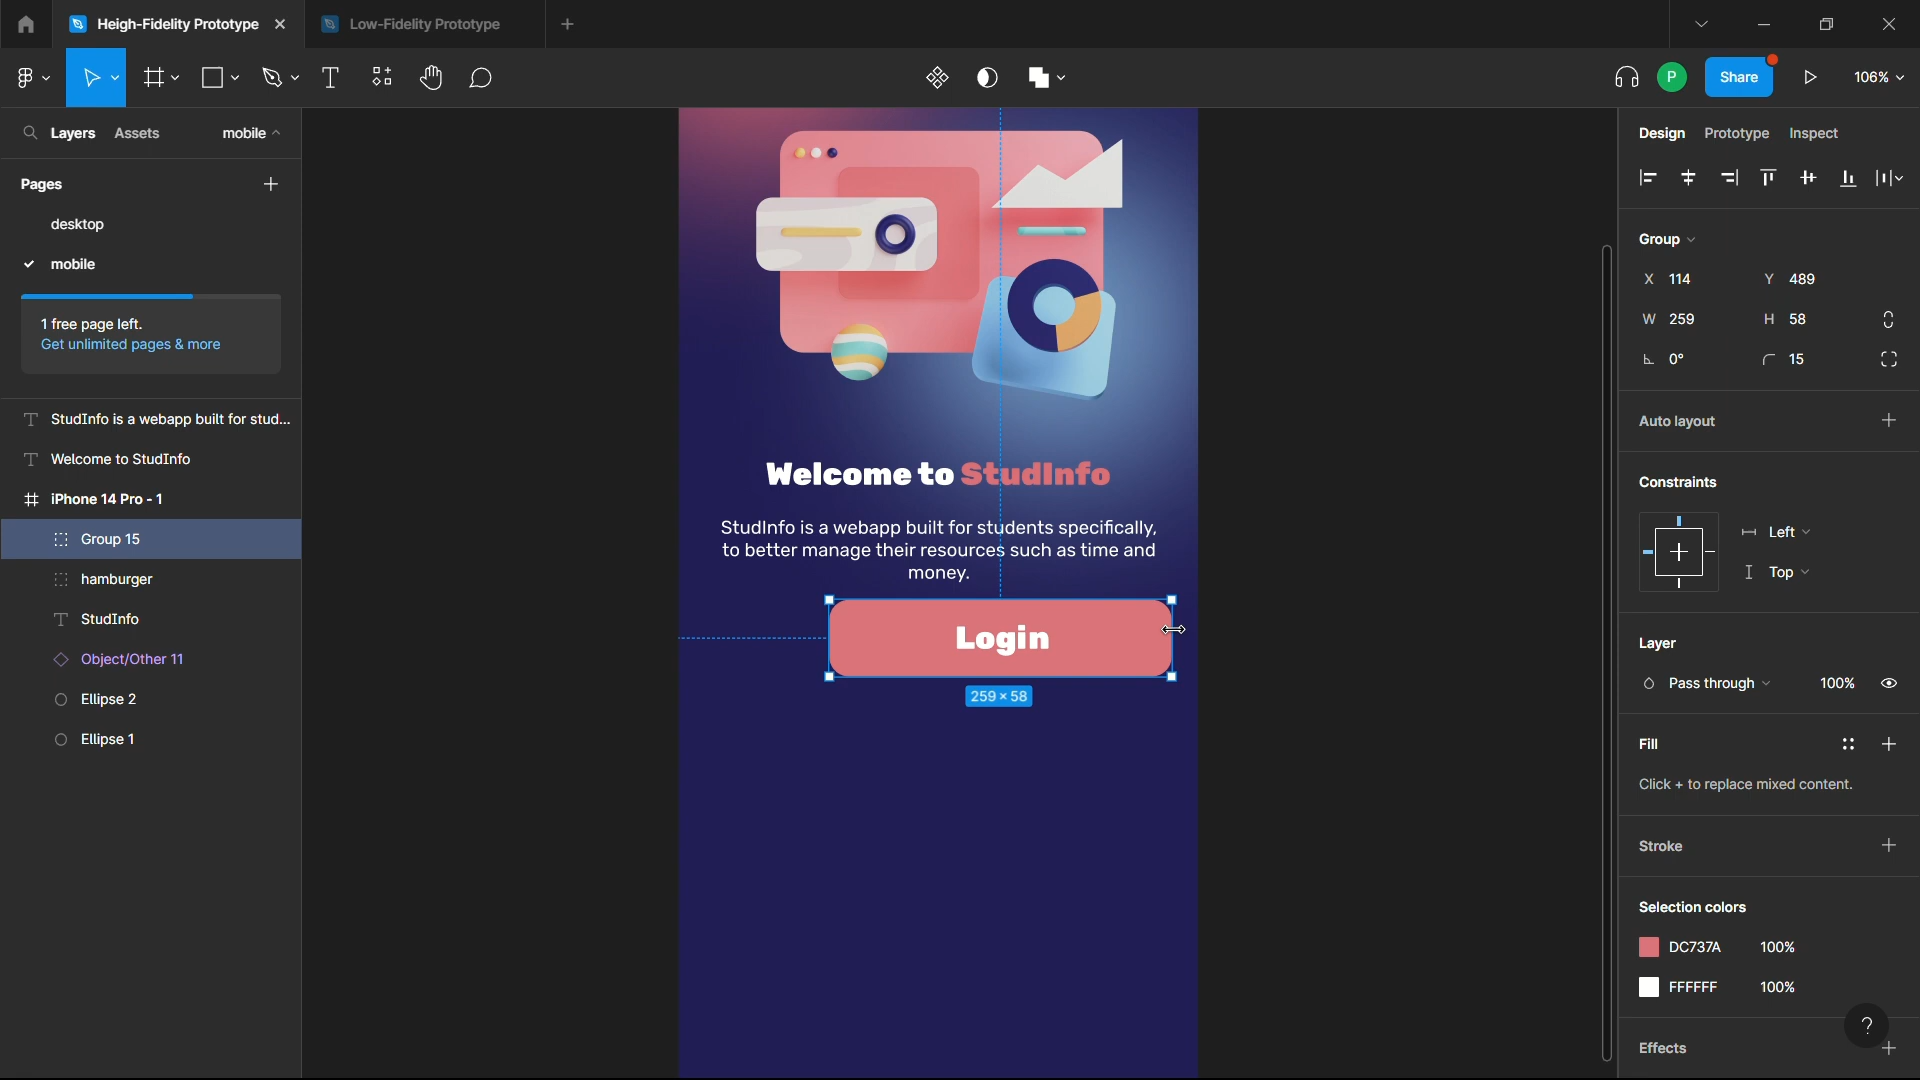 Heigh-Fidelity Prototype
Low-Fidelity Prototype
P
Share
106%
Layers
Assets
mobile
Pages
desktop
mobile
1 free page left.
Get unlimited pages & more
StudInfo is a webapp built for stud...
Welcome to StudInfo
iPhone 14 Pro - 1
Group 15
hamburger
StudInfo
Object/Other 11
Ellipse 2
Ellipse 1
Welcome to StudInfo
StudInfo is a webapp built for students specifically,
to better manage their resources such as time and
money.
Login
259 × 58
Design
Prototype
Inspect
Group
X 114
Y 489
W 259
H 58
0°
15
Auto layout
Constraints
Left
Top
Layer
Pass through
100%
Fill
Click + to replace mixed content.
Stroke
Selection colors
DC737A 100%
FFFFFF 100%
?
Effects